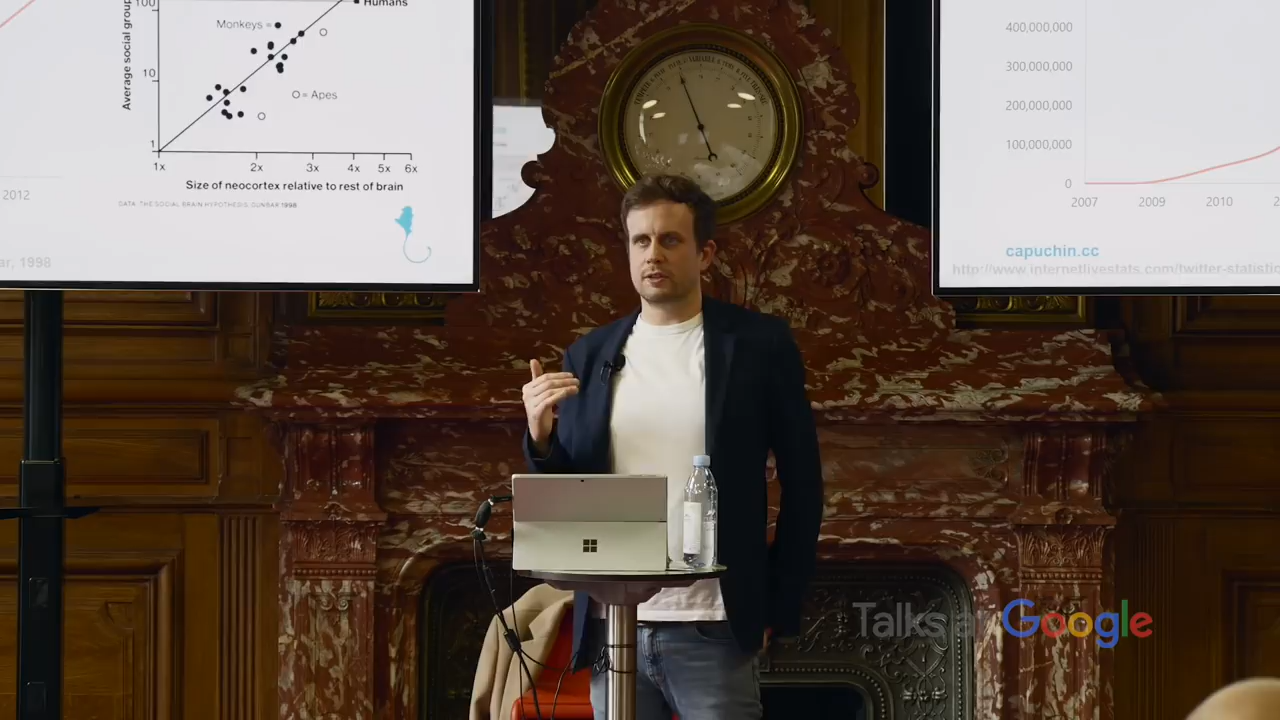 100
Humans
Monkeys =
Average social group
10
= Apes
1
1x
2x
3x
4x
5x
6x
2012
Size of neocortex relative to rest of brain
DATA: THE SOCIAL BRAIN HYPOTHESIS, DUNBAR 1998
ar, 1998
400,000,000
300,000,000
200,000,000
100,000,000
0
2007
2009
2010
capuchin.cc
http://www.internetlivestats.com/twitter-statistic
Talks at Google